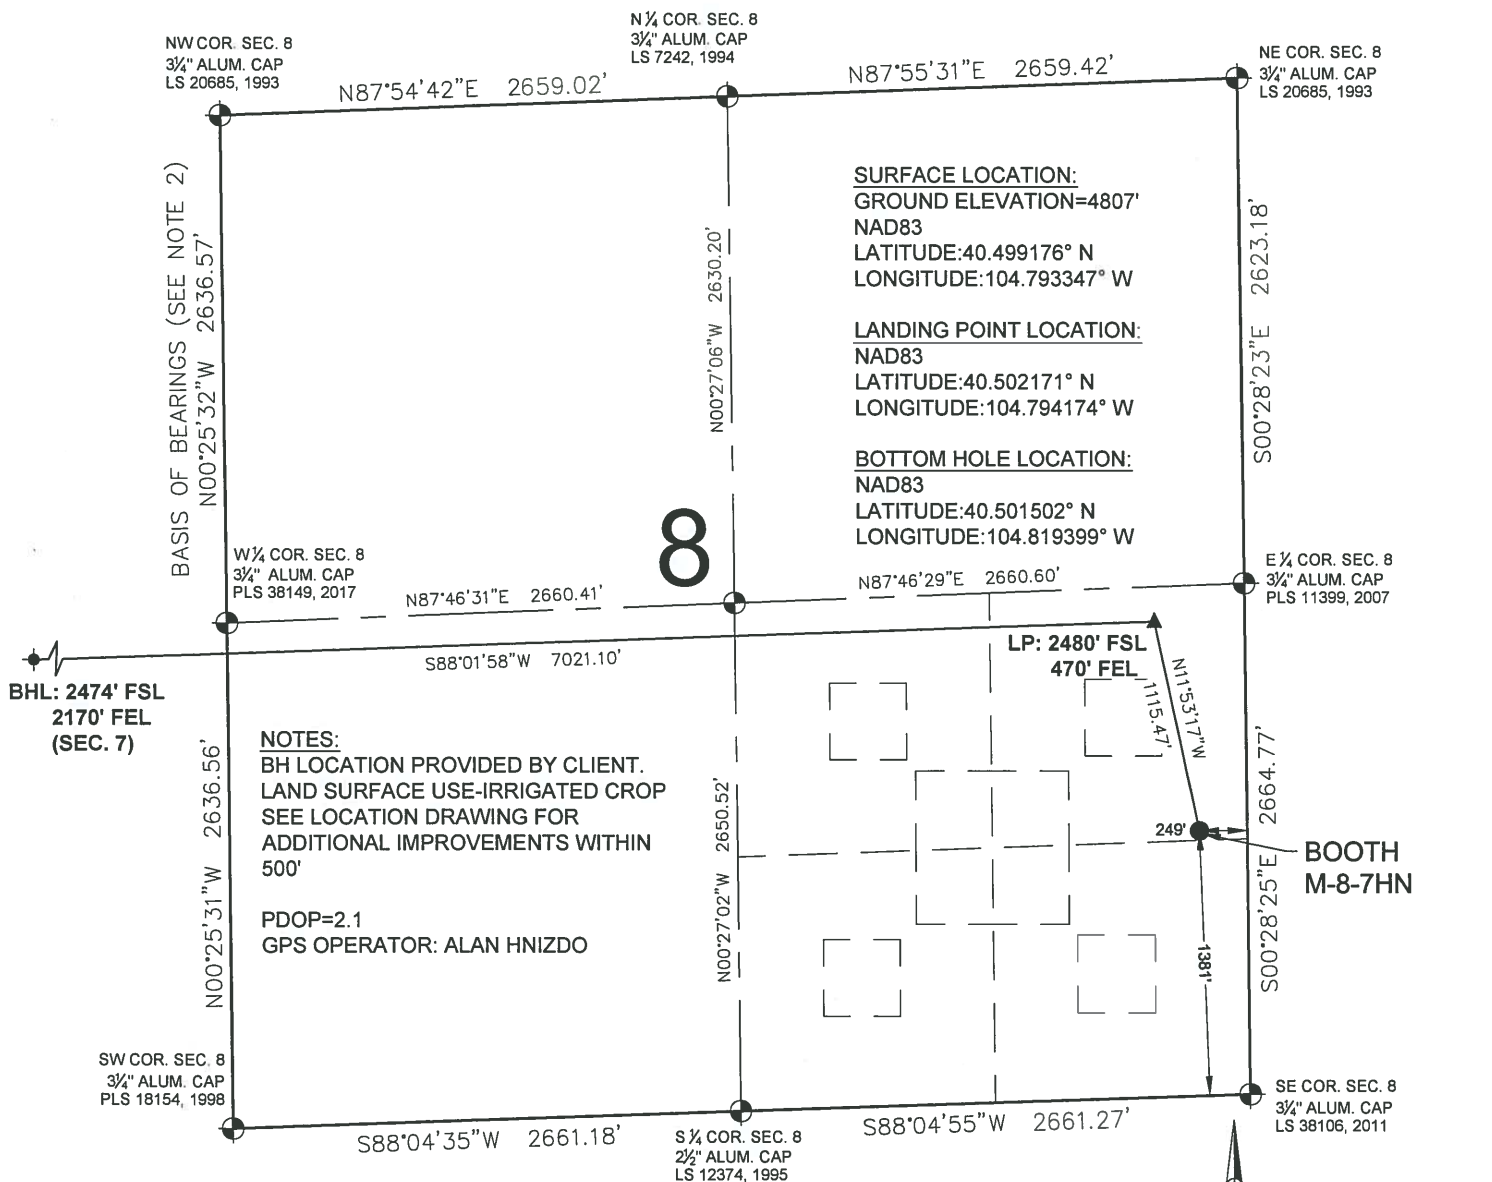 N ¼ COR. SEC. 8
3¼" ALUM. CAP
LS 7242, 1994
NW COR. SEC. 8
3¼" ALUM. CAP
LS 20685, 1993
NE COR. SEC. 8
3¼" ALUM. CAP
LS 20685, 1993
N87°54'42"E 2659.02'
N87°55'31"E 2659.42'
BASIS OF BEARINGS (SEE NOTE 2)
N00°25'32"W 2636.57'
N00°27'06"W 2630.20'
SURFACE LOCATION:
GROUND ELEVATION=4807'
NAD83
LATITUDE:40.499176° N
LONGITUDE:104.793347° W
LANDING POINT LOCATION:
NAD83
LATITUDE:40.502171° N
LONGITUDE:104.794174° W
BOTTOM HOLE LOCATION:
NAD83
LATITUDE:40.501502° N
LONGITUDE:104.819399° W
S00°28'23"E 2623.18'
8
W ¼ COR. SEC. 8
3¼" ALUM. CAP
PLS 38149, 2017
N87°46'31"E 2660.41'
N87°46'29"E 2660.60'
E ¼ COR. SEC. 8
3¼" ALUM. CAP
PLS 11399, 2007
S88°01'58"W 7021.10'
LP: 2480' FSL
470' FEL
BHL: 2474' FSL
2170' FEL
(SEC. 7)
N11°53'17"W
1115.47'
NOTES:
BH LOCATION PROVIDED BY CLIENT.
LAND SURFACE USE-IRRIGATED CROP
SEE LOCATION DRAWING FOR
ADDITIONAL IMPROVEMENTS WITHIN
500'
PDOP=2.1
GPS OPERATOR: ALAN HNIZDO
N00°25'31"W 2636.56'
N00°27'02"W 2650.52'
249'
1381'
S00°28'25"E 2664.77'
BOOTH
M-8-7HN
SW COR. SEC. 8
3¼" ALUM. CAP
PLS 18154, 1998
S88°04'35"W 2661.18'
S ¼ COR. SEC. 8
2½" ALUM. CAP
LS 12374, 1995
S88°04'55"W 2661.27'
SE COR. SEC. 8
3¼" ALUM. CAP
LS 38106, 2011